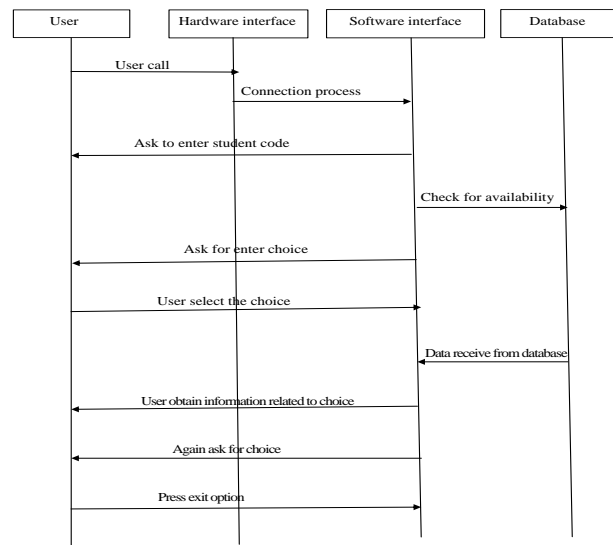 User
Hardware interface
Software interface
Database
User call
Connection process
Ask to enter student code
Check for availability
Ask for enter choice
User select the choice
Data receive from database
User obtain information related to choice
Again ask for choice
Press exit option